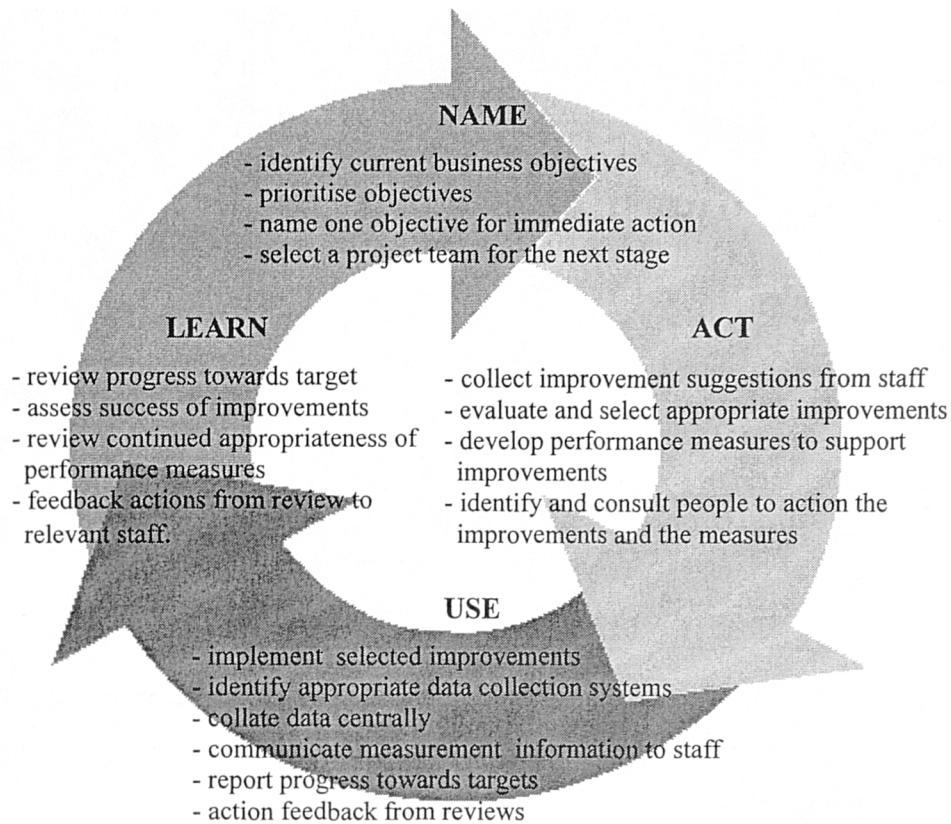 NAME
- identify current business objectives
- prioritise objectives
- name one objective for immediate action
- select a project team for the next stage
LEARN
- review progress towards target
- assess success of improvements
- review continued appropriateness of
performance measures
- feedback actions from review to
relevant staff.
ACT
- collect improvement suggestions from staff
- evaluate and select appropriate improvements
- develop performance measures to support
improvements
- identify and consult people to action the
improvements and the measures
USE
- implement selected improvements
- identify appropriate data collection systems
- collate data centrally
- communicate measurement information to staff
- report progress towards targets
- action feedback from reviews